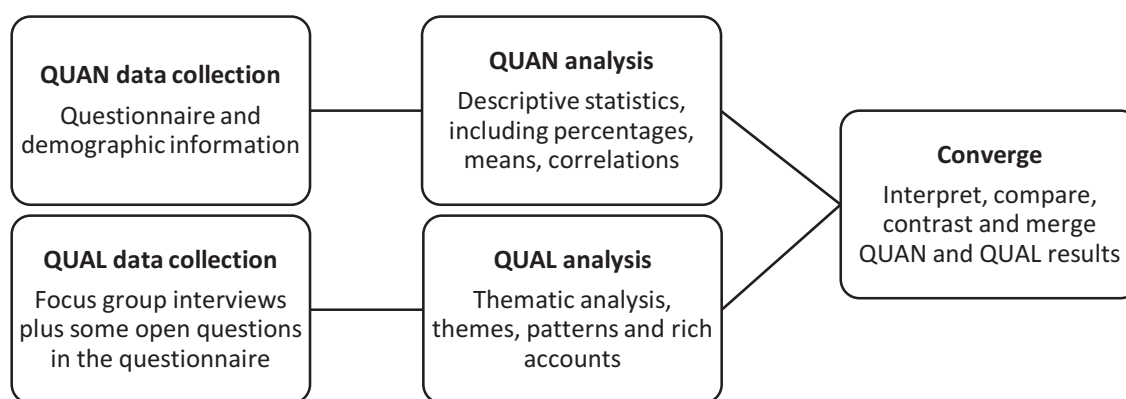 QUAN data collection
Questionnaire and
demographic information
QUAN analysis
Descriptive statistics,
including percentages,
means, correlations
QUAL data collection
Focus group interviews
plus some open questions
in the questionnaire
QUAL analysis
Thematic analysis,
themes, patterns and rich
accounts
Converge
Interpret, compare,
contrast and merge
QUAN and QUAL results